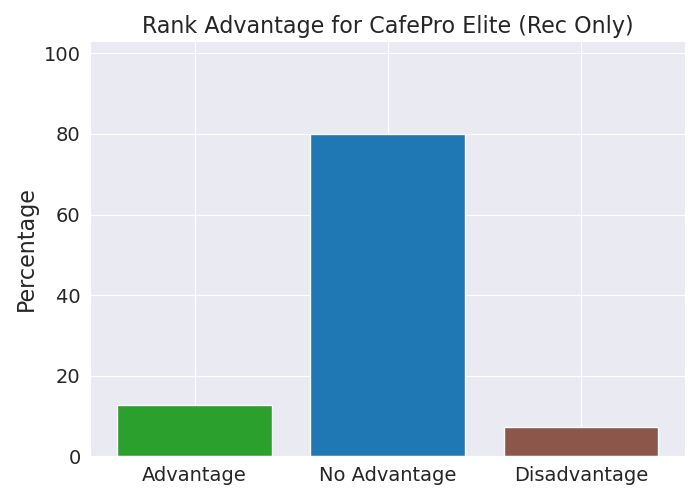 Rank Advantage for CafePro Elite (Rec Only)
Percentage
100
80
60
40
20
0
Advantage
No Advantage
Disadvantage